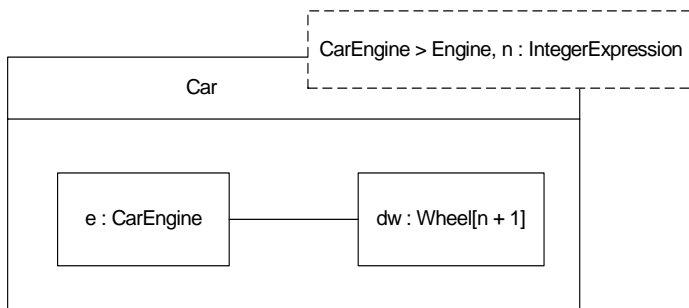 CarEngine > Engine, n : IntegerExpression
Car
e : CarEngine
dw : Wheel[n + 1]